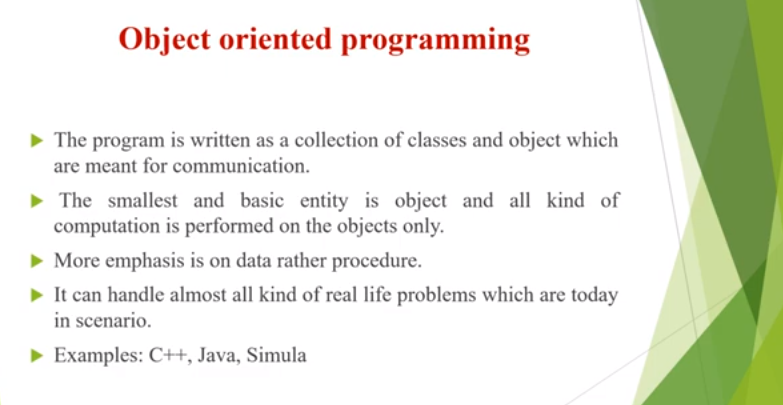 Object oriented programming
The program is written as a collection of classes and object which
are meant for communication.
The smallest and basic entity is object and all kind of
computation is performed on the objects only.
More emphasis is on data rather procedure.
It can handle almost all kind of real life problems which are today
in scenario.
Examples: C++, Java, Simula